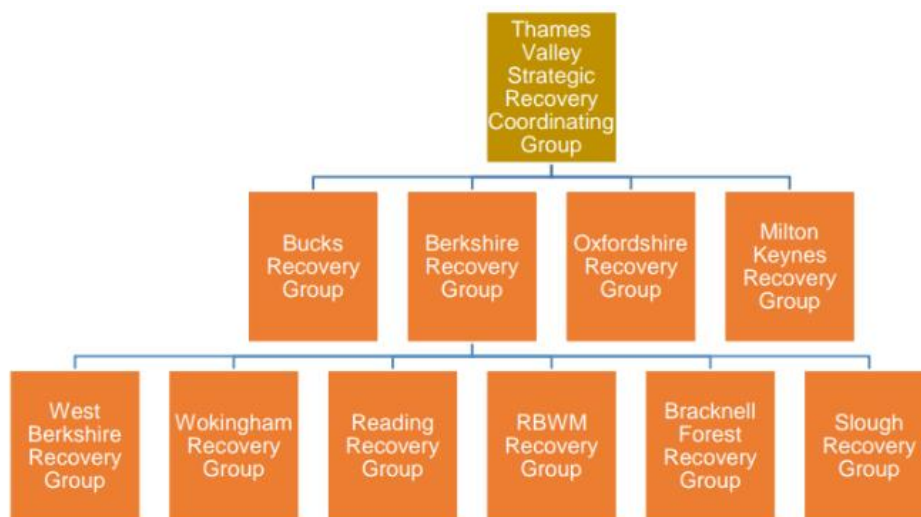 Thames
Valley
Strategic
Recovery
Coordinating
Group
Bucks
Recovery
Group
Berkshire
Recovery
Group
Oxfordshire
Recovery
Group
Milton
Keynes
Recovery
Group
West
Berkshire
Recovery
Group
Wokingham
Recovery
Group
Reading
Recovery
Group
RBWM
Recovery
Group
Bracknell
Forest
Recovery
Group
Slough
Recovery
Group